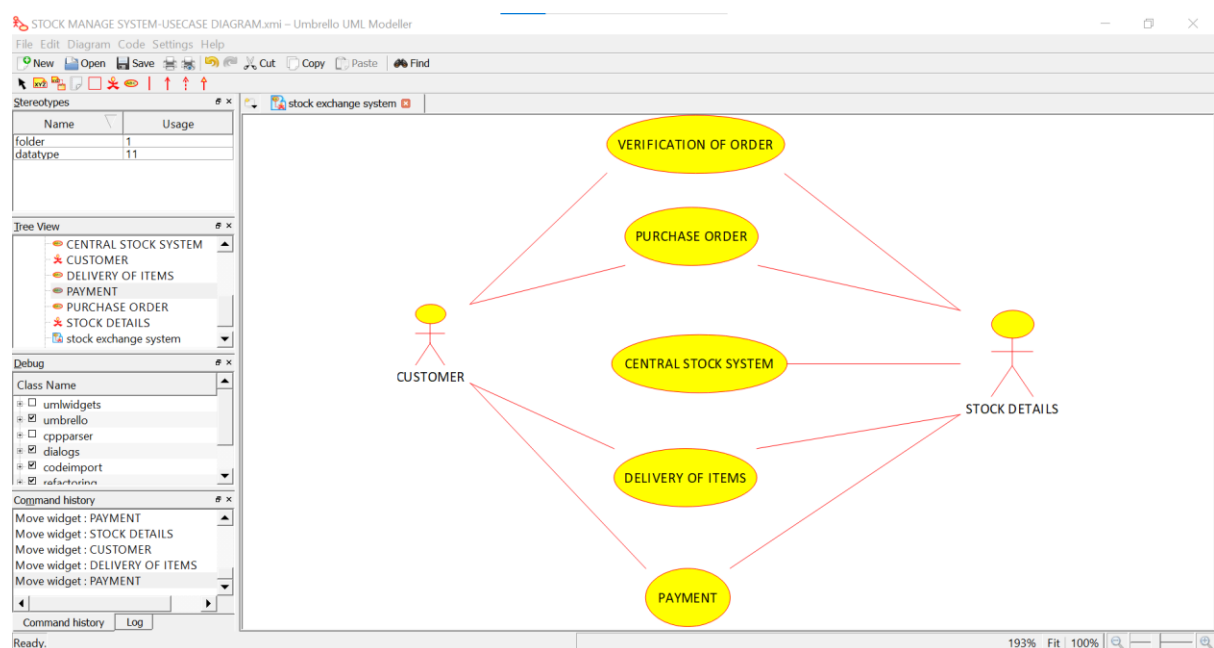 STOCK MANAGE SYSTEM-USECASE DIAGRAM.xmi – Umbrello UML Modeller
File Edit Diagram Code Settings Help
New Open Save Cut Copy Paste Find
Stereotypes
Name Usage
folder 1
datatype 11
Tree View
CENTRAL STOCK SYSTEM
CUSTOMER
DELIVERY OF ITEMS
PAYMENT
PURCHASE ORDER
STOCK DETAILS
stock exchange system
Debug
Class Name
umlwidgets
umbrello
cppparser
dialogs
codeimport
refactoring
Command history
Move widget : PAYMENT
Move widget : STOCK DETAILS
Move widget : CUSTOMER
Move widget : DELIVERY OF ITEMS
Move widget : PAYMENT
Command history Log
stock exchange system
VERIFICATION OF ORDER
PURCHASE ORDER
CENTRAL STOCK SYSTEM
CUSTOMER
STOCK DETAILS
DELIVERY OF ITEMS
PAYMENT
Ready.
193% Fit 100%